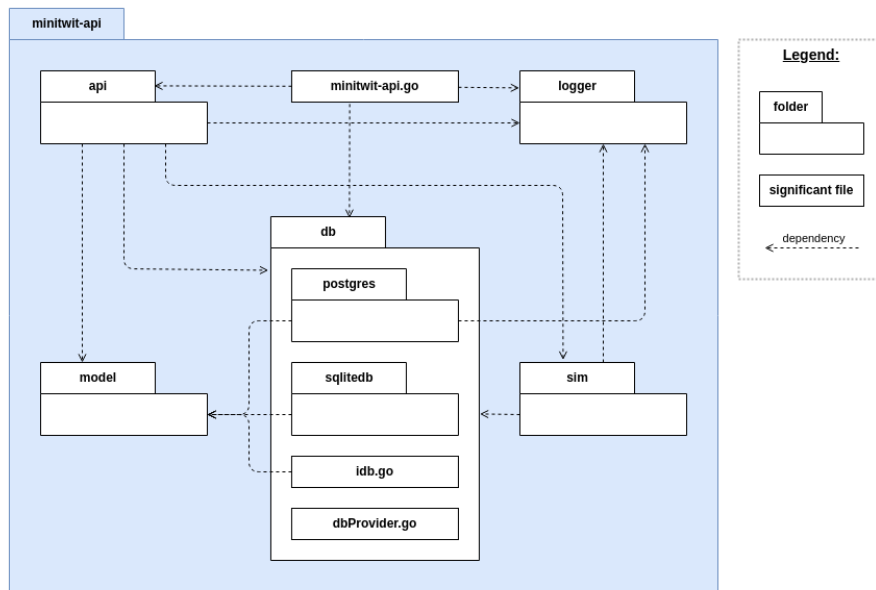 minitwit-api
api
minitwit-api.go
logger
Legend:
folder
significant file
dependency
db
postgres
model
sqlitedb
sim
idb.go
dbProvider.go